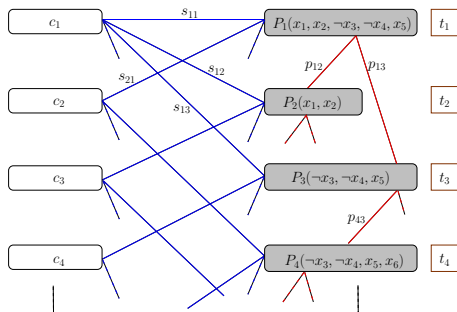 c₁ s₁₁ P₁(x₁, x₂, ¬x₃, ¬x₄, x₅) t₁
s₂₁ s₁₂ p₁₂ p₁₃
c₂ s₁₃ P₂(x₁, x₂) t₂
c₃ P₃(¬x₃, ¬x₄, x₅) t₃
p₄₃
c₄ P₄(¬x₃, ¬x₄, x₅, x₆) t₄